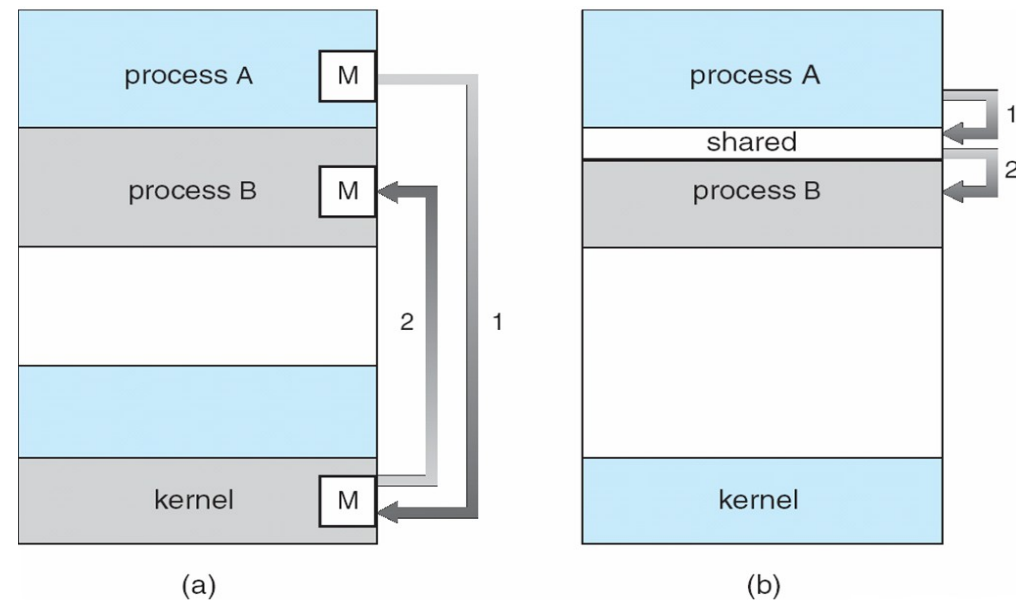 process A
M
process B
M
2
1
kernel
M
(a)
process A
1
shared
2
process B
kernel
(b)